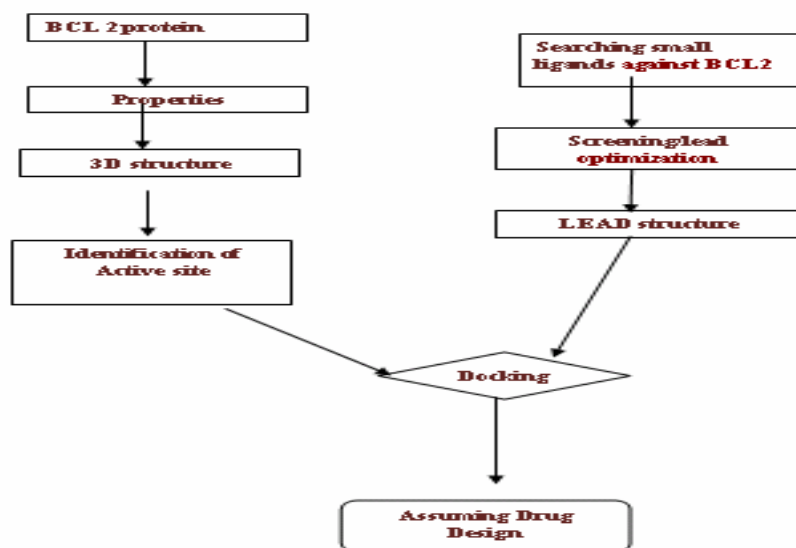 BCL 2protein
Properties
3D structure
Identification of
Active site
Searching small
ligands against BCL2
Screening/lead
optimization
LEAD structure
Docking
Assuming Drug
Design